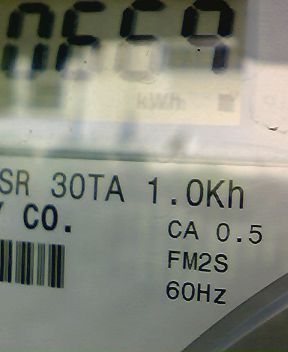 kWh
SR 30TA 1.0Kh
Y CO.
CA 0.5
FM2S
60Hz